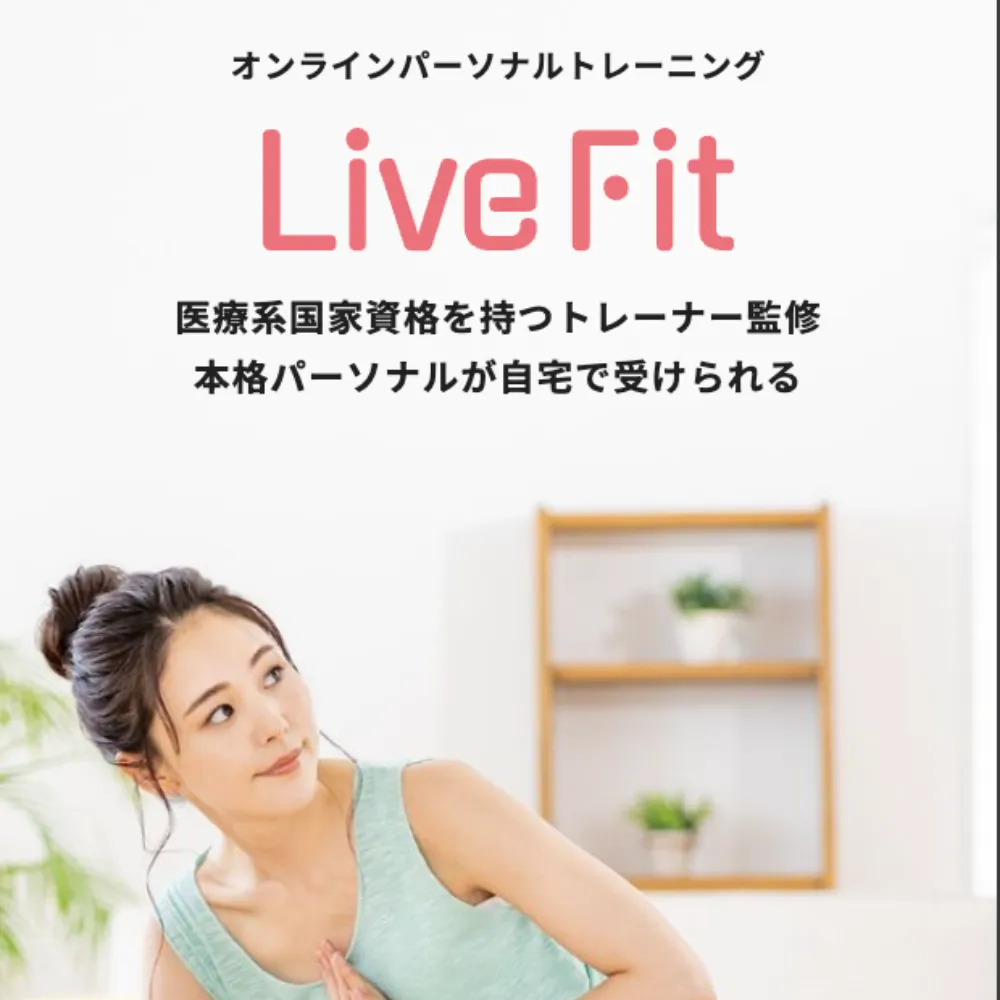 オンラインパーソナルトレーニング
Live Fit
医療系国家資格を持つトレーナー監修
本格パーソナルが自宅で受けられる